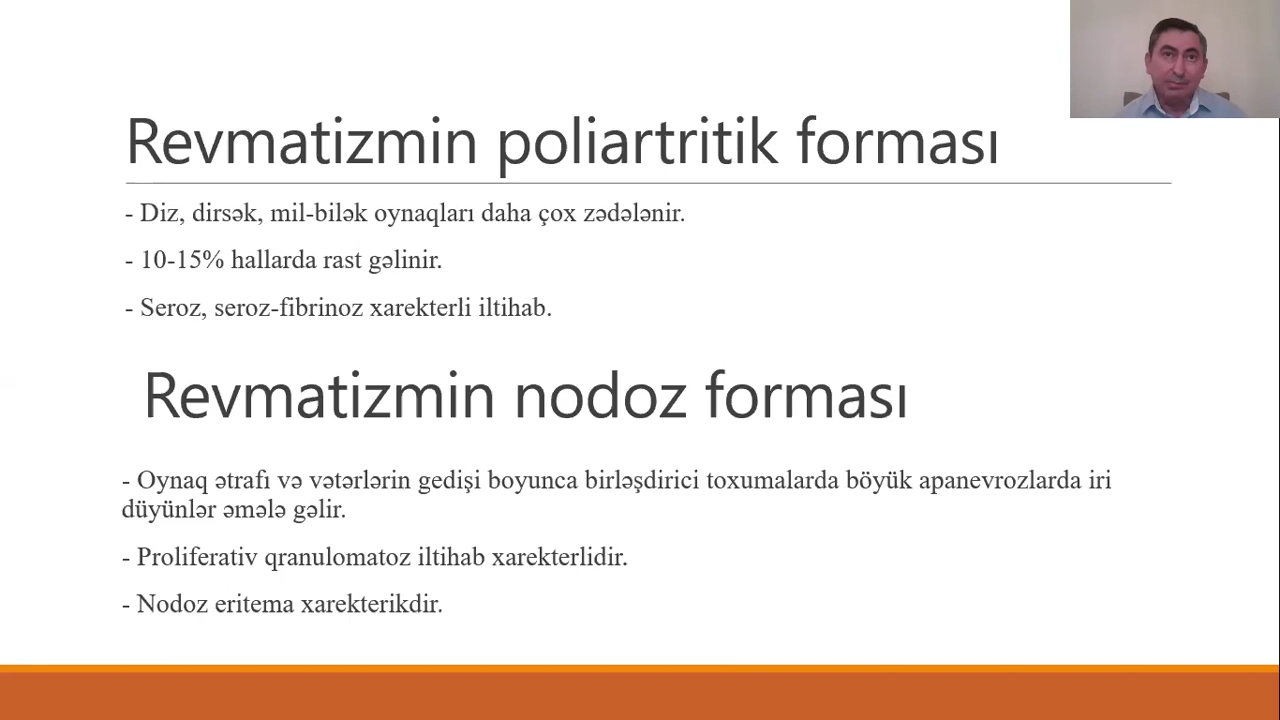 Revmatizmin poliartritik forması
- Diz, dirsək, mil-bilək oynaqları daha çox zədələnir.
- 10-15% hallarda rast gəlinir.
- Seroz, seroz-fibrinoz xarekterli iltihab.
Revmatizmin nodoz forması
- Oynaq ətrafı və vətərlərin gedişi boyunca birləşdirici toxumalarda böyük apanevrozlarda iri
düyünlər əmələ gəlir.
- Proliferativ qranulomatoz iltihab xarekterlidir.
- Nodoz eritema xarekterikdir.